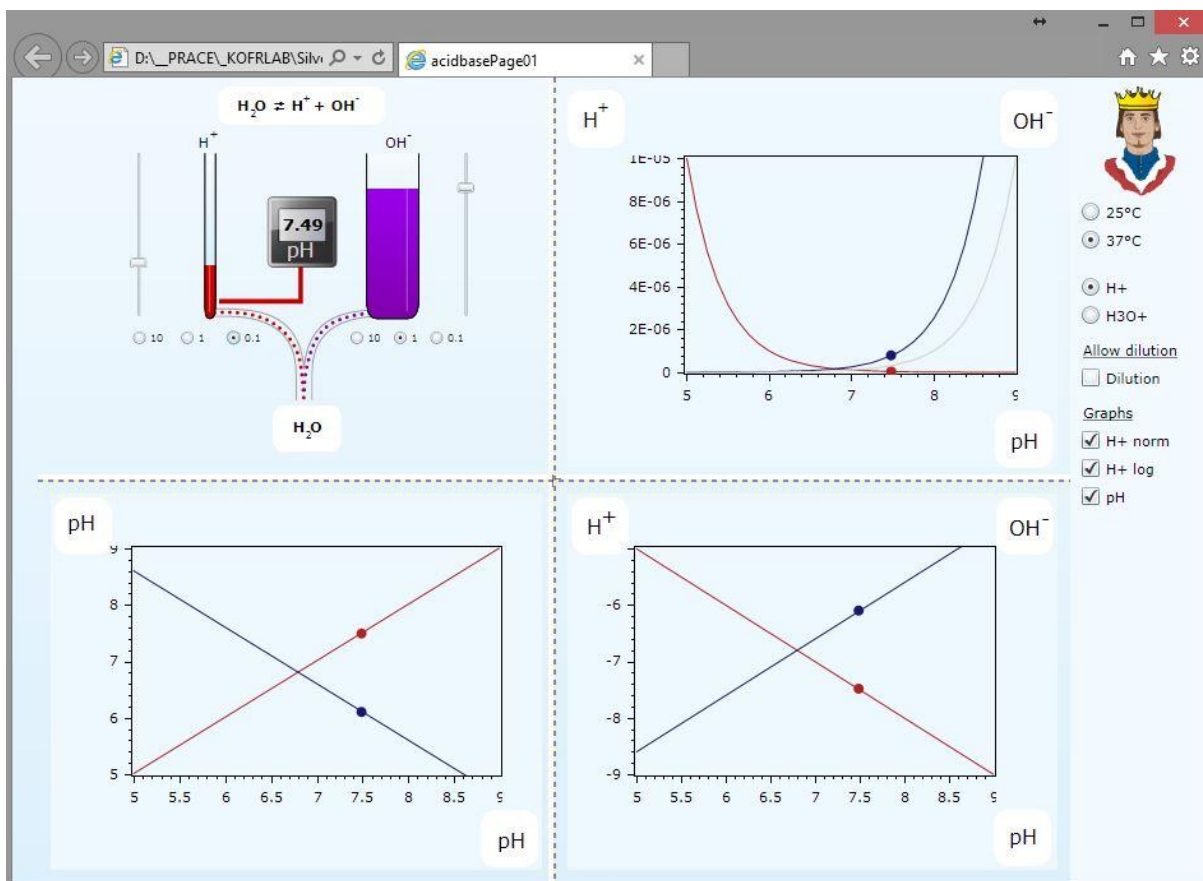 D:\_PRACE\_KOFRLAB\Silv
acidbasePage01
H₂O ⇌ H⁺ + OH⁻
H⁺
OH⁻
7.49
pH
10 1 0.1
10 1 0.1
H₂O
H⁺
OH⁻
1E-05
8E-06
6E-06
4E-06
2E-06
0
5 6 7 8 9
pH
25°C
37°C
H+
H3O+
Allow dilution
Dilution
Graphs
H+ norm
H+ log
pH
pH
9
8
7
6
5
5 5.5 6 6.5 7 7.5 8 8.5 9
pH
H⁺
OH⁻
-6
-7
-8
-9
5 5.5 6 6.5 7 7.5 8 8.5 9
pH